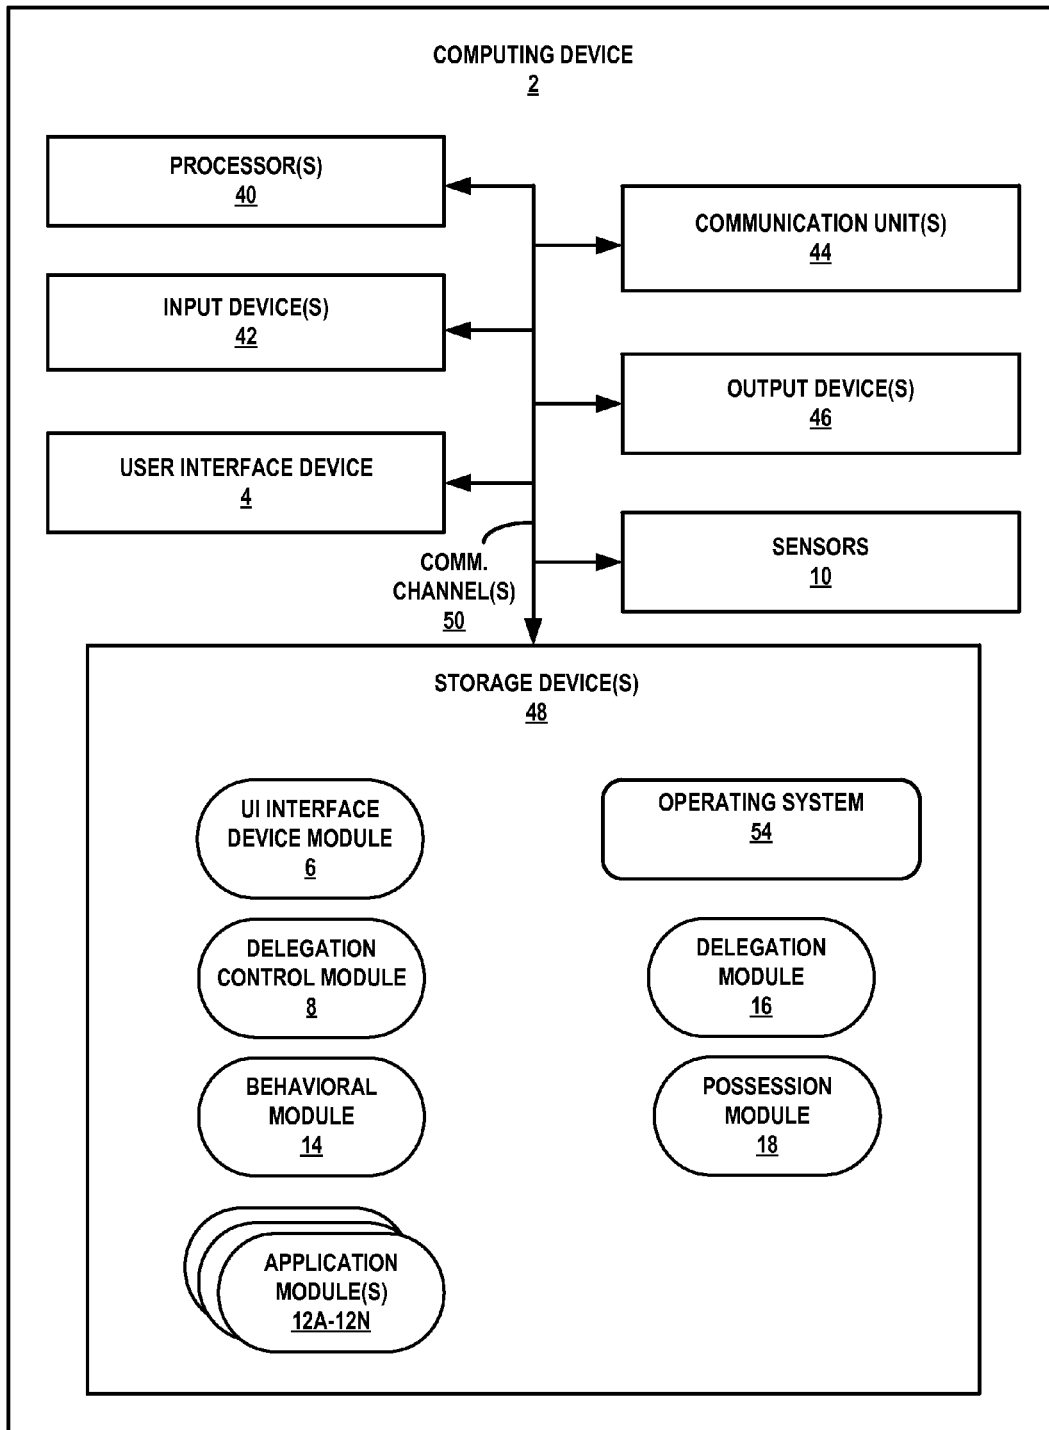 COMPUTING DEVICE
2
PROCESSOR(S)
40
COMMUNICATION UNIT(S)
44
INPUT DEVICE(S)
42
OUTPUT DEVICE(S)
46
USER INTERFACE DEVICE
4
SENSORS
10
COMM.
CHANNEL(S)
50
STORAGE DEVICE(S)
48
UI INTERFACE
DEVICE MODULE
6
OPERATING SYSTEM
54
DELEGATION
CONTROL MODULE
8
DELEGATION
MODULE
16
BEHAVIORAL
MODULE
14
POSSESSION
MODULE
18
APPLICATION
MODULE(S)
12A-12N